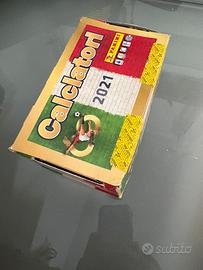 Calciatori
2021
PANINI
subito